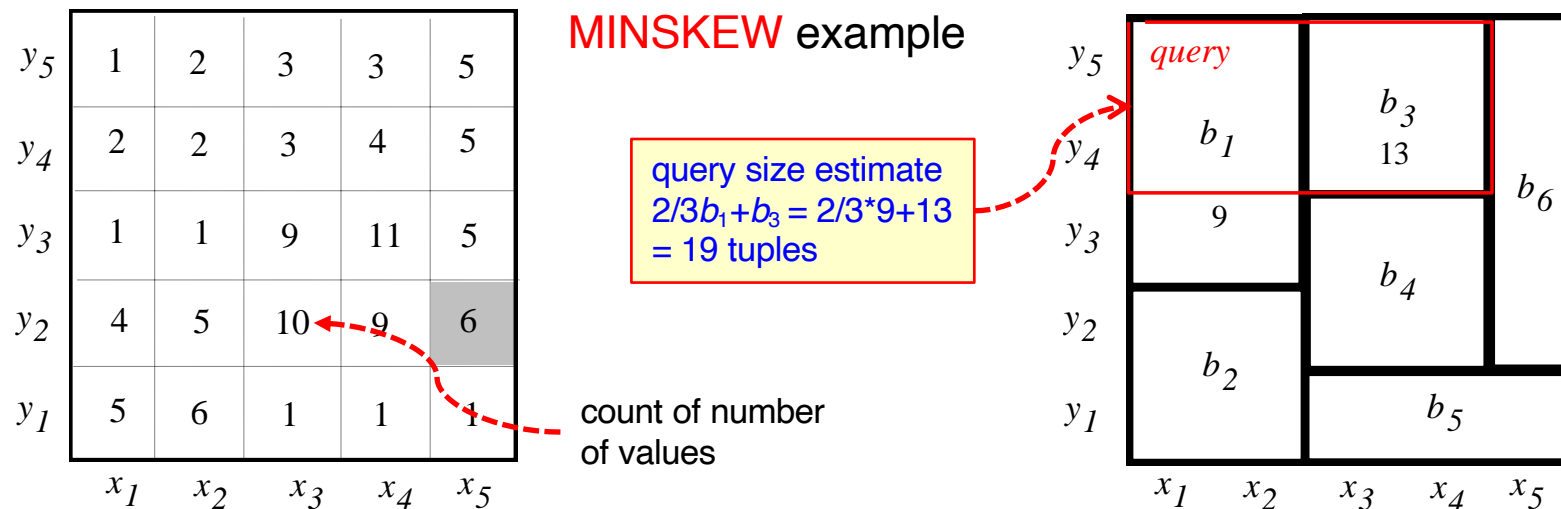 MINSKEW example
y5 1 2 3 3 5
y4 2 2 3 4 5
y3 1 1 9 11 5
y2 4 5 10 9 6
y1 5 6 1 1 1
x1 x2 x3 x4 x5
query size estimate
2/3b1+b3 = 2/3*9+13
= 19 tuples
count of number
of values
y5 query
b3
y4 b1 13
b6
y3 9
b4
y2
b2
y1 b5
x1 x2 x3 x4 x5